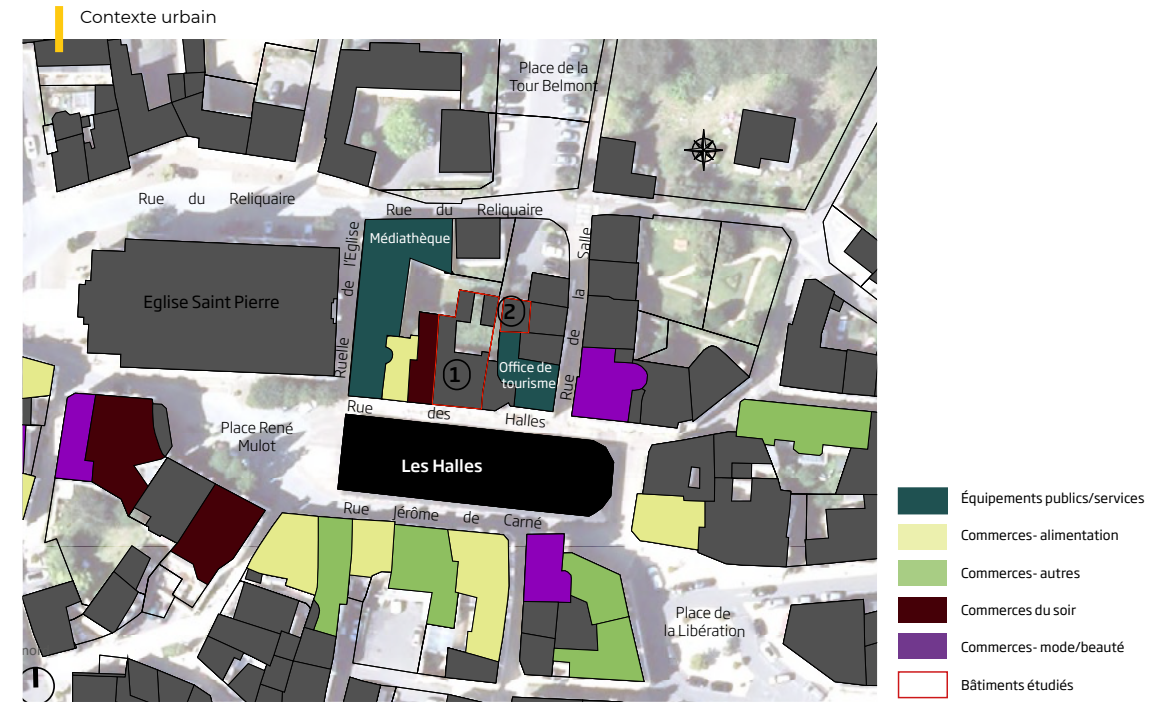 Contexte urbain
Place de la
Tour Belmont
Rue du Reliquaire
Rue du Reliquaire
Médiathèque
Ruelle de l'Eglise
Rue de la Salle
Eglise Saint Pierre
2
1
Office de
tourisme
Rue des Halles
Place René
Mulot
Les Halles
Rue Jérôme de Carné
Place de
la Libération
Équipements publics/services
Commerces- alimentation
Commerces- autres
Commerces du soir
Commerces- mode/beauté
Bâtiments étudiés